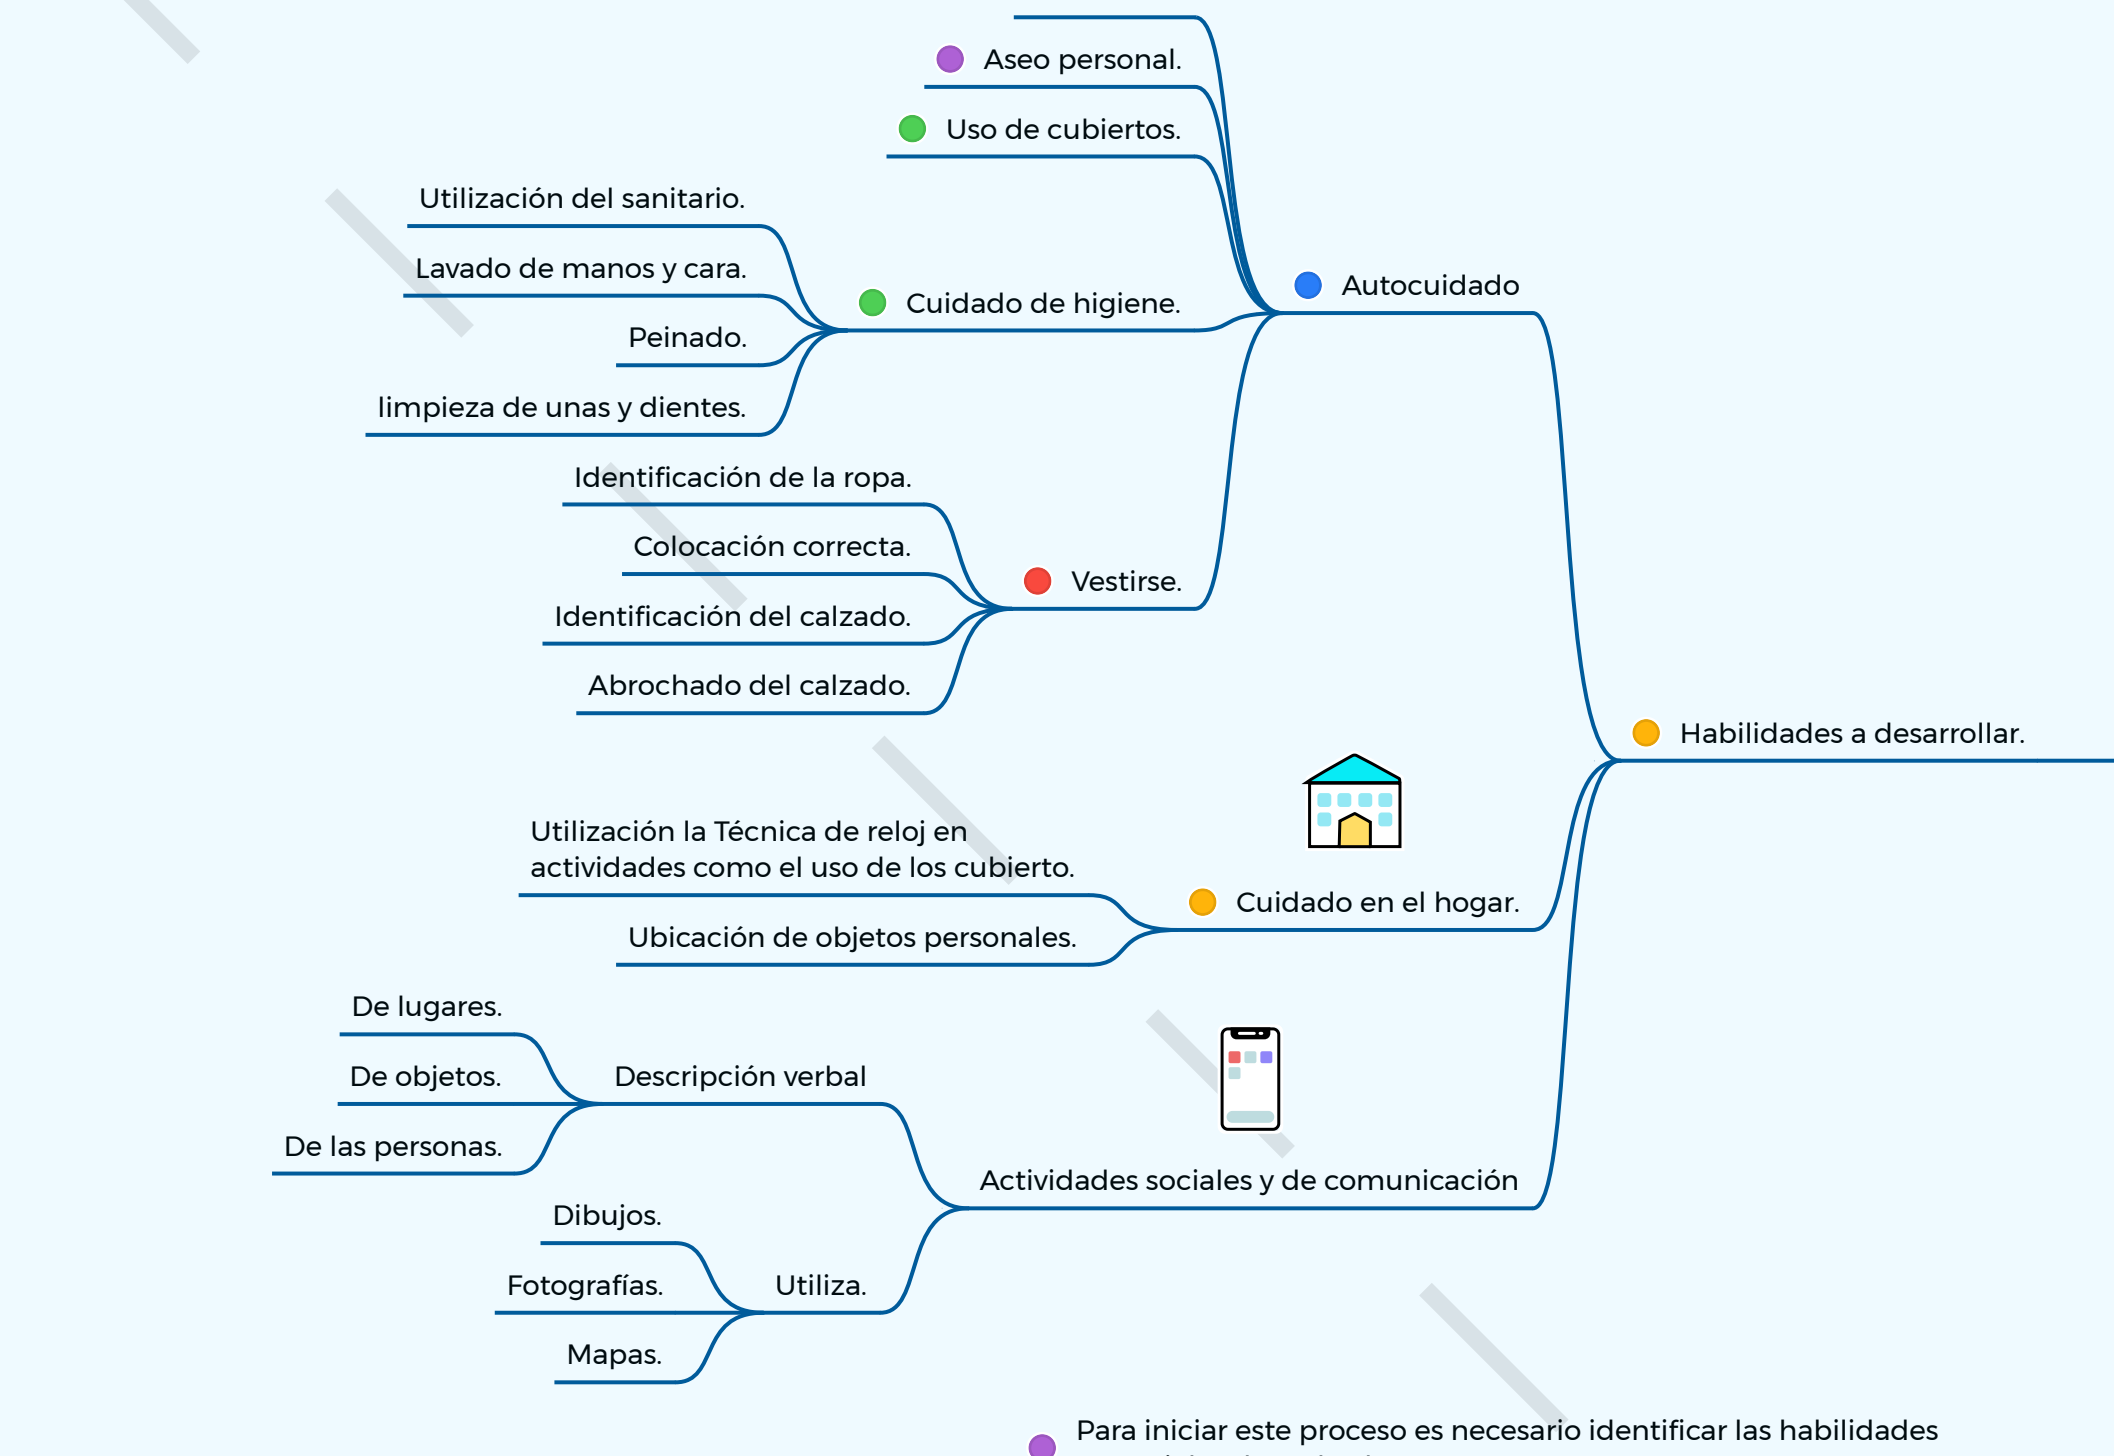 Aseo personal.
Uso de cubiertos.
Utilización del sanitario.
Lavado de manos y cara.
Cuidado de higiene.
Autocuidado
Peinado.
limpieza de unas y dientes.
Identificación de la ropa.
Colocación correcta.
Vestirse.
Identificación del calzado.
Abrochado del calzado.
Habilidades a desarrollar.
Utilización la Técnica de reloj en
actividades como el uso de los cubierto.
Cuidado en el hogar.
Ubicación de objetos personales.
De lugares.
De objetos.
Descripción verbal
De las personas.
Actividades sociales y de comunicación
Dibujos.
Fotografías.
Utiliza.
Mapas.
Para iniciar este proceso es necesario identificar las habilidades